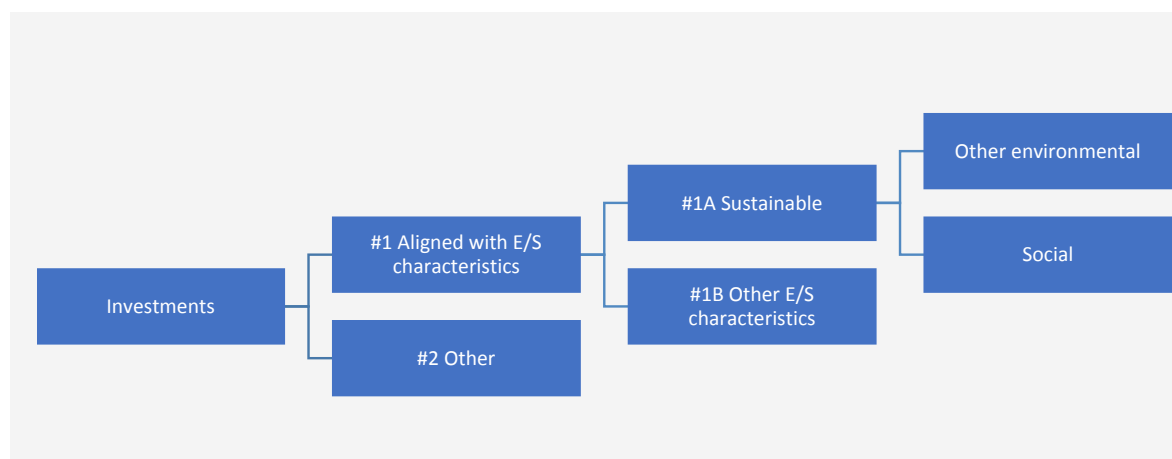 Investments
#1 Aligned with E/S
characteristics
#2 Other
#1A Sustainable
#1B Other E/S
characteristics
Other environmental
Social